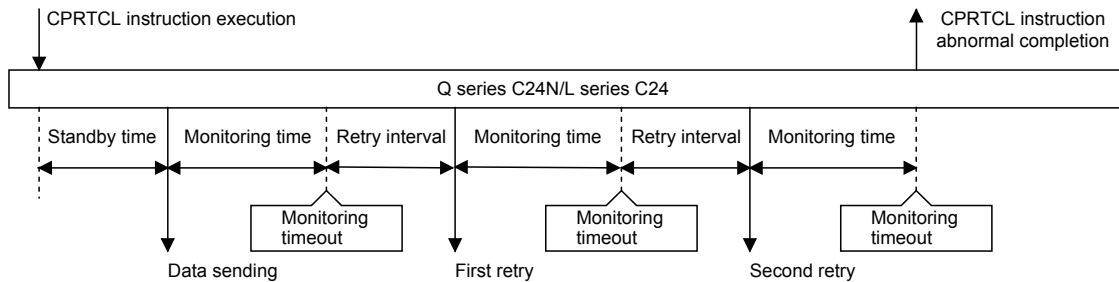 CPRTCL instruction execution
CPRTCL instruction
abnormal completion
Q series C24N/L series C24
Standby time
Monitoring time
Retry interval
Monitoring time
Retry interval
Monitoring time
Monitoring
timeout
Monitoring
timeout
Monitoring
timeout
Data sending
First retry
Second retry